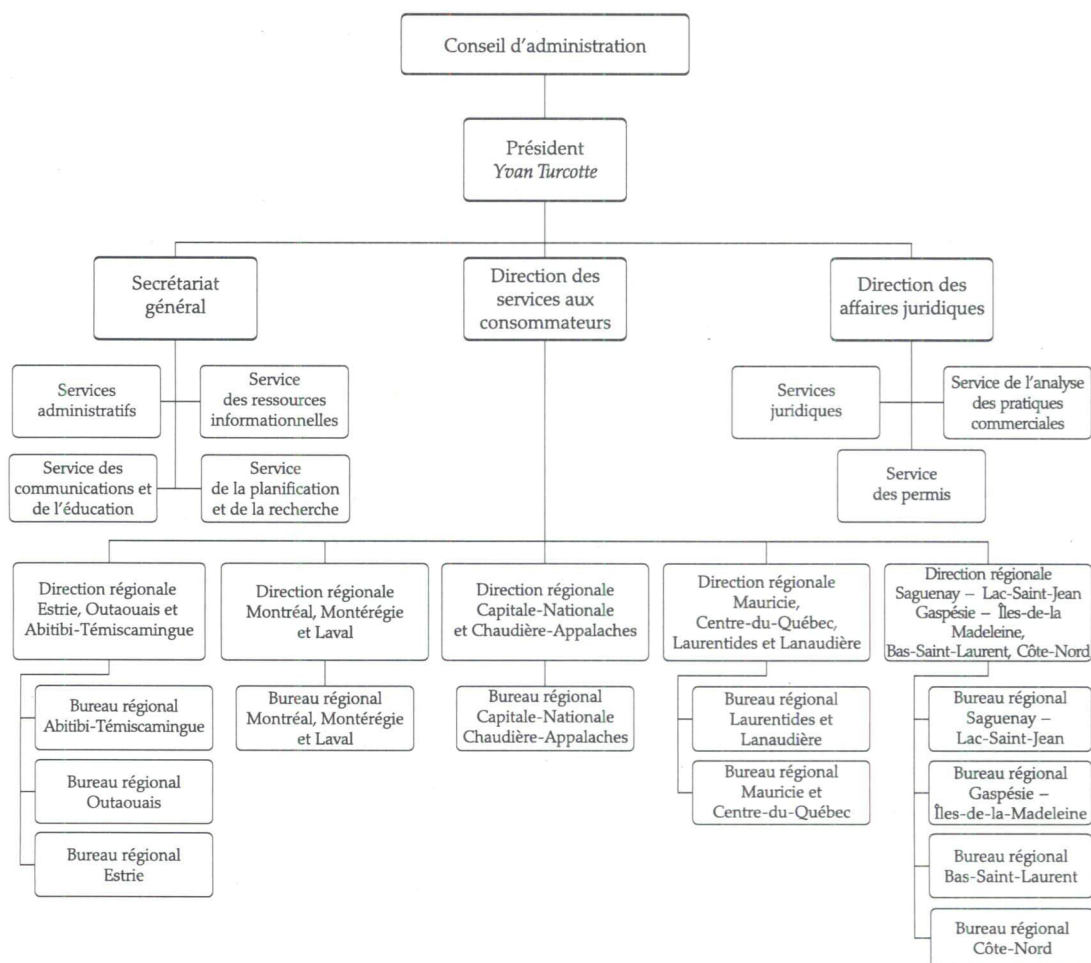 Conseil d'administration
Président
Yvan Turcotte
Secrétariat
général
Direction des
services aux
consommateurs
Direction des
affaires juridiques
Services
administratifs
Service
des ressources
informationnelles
Service des
communications et
de l'éducation
Service
de la planification
et de la recherche
Services
juridiques
Service de l'analyse
des pratiques
commerciales
Service
des permis
Direction régionale
Estrie, Outaouais et
Abitibi-Témiscamingue
Direction régionale
Montréal, Montérégie
et Laval
Direction régionale
Capitale-Nationale
et Chaudière-Appalaches
Direction régionale
Mauricie,
Centre-du-Québec,
Laurentides et Lanaudière
Direction régionale
Saguenay – Lac-Saint-Jean
Gaspésie – Îles-de-la
Madeleine,
Bas-Saint-Laurent, Côte-Nord
Bureau régional
Abitibi-Témiscamingue
Bureau régional
Outaouais
Bureau régional
Estrie
Bureau régional
Montréal, Montérégie
et Laval
Bureau régional
Capitale-Nationale
Chaudière-Appalaches
Bureau régional
Laurentides et
Lanaudière
Bureau régional
Mauricie et
Centre-du-Québec
Bureau régional
Saguenay –
Lac-Saint-Jean
Bureau régional
Gaspésie –
Îles-de-la-Madeleine
Bureau régional
Bas-Saint-Laurent
Bureau régional
Côte-Nord